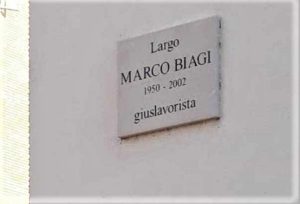 Largo
MARCO BIAGI
1950 - 2002
giuslavorista